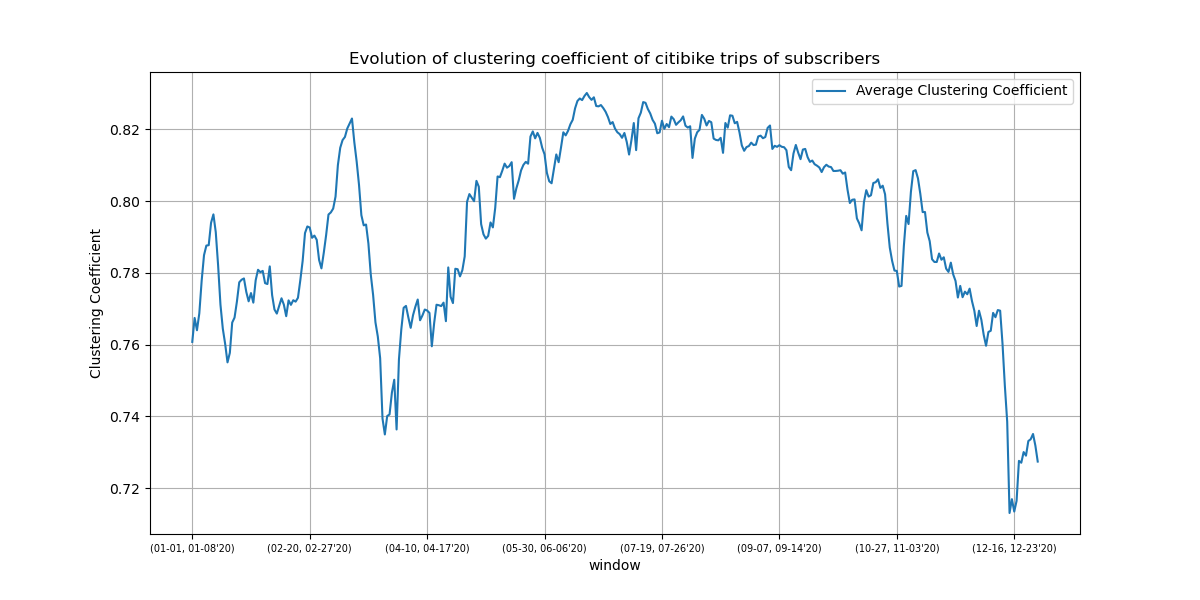 Evolution of clustering coefficient of citibike trips of subscribers
Average Clustering Coefficient
Clustering Coefficient
0.82
0.80
0.78
0.76
0.74
0.72
(01-01, 01-08'20) (02-20, 02-27'20) (04-10, 04-17'20) (05-30, 06-06'20) (07-19, 07-26'20) (09-07, 09-14'20) (10-27, 11-03'20) (12-16, 12-23'20)
window